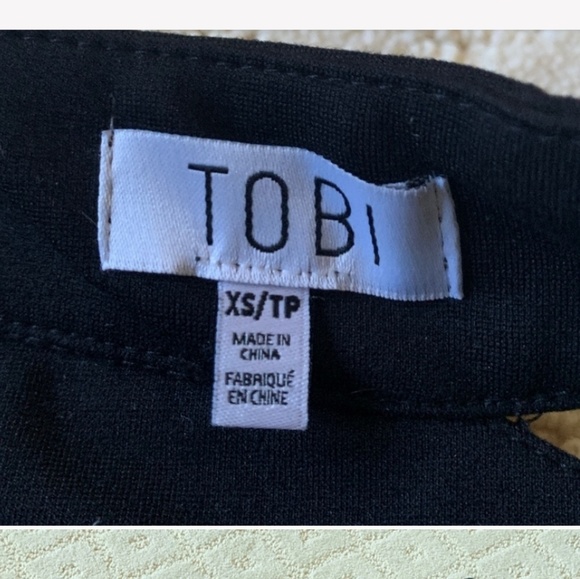 TOBI
XS/TP
MADE IN
CHINA
FABRIQUÉ
EN CHINE